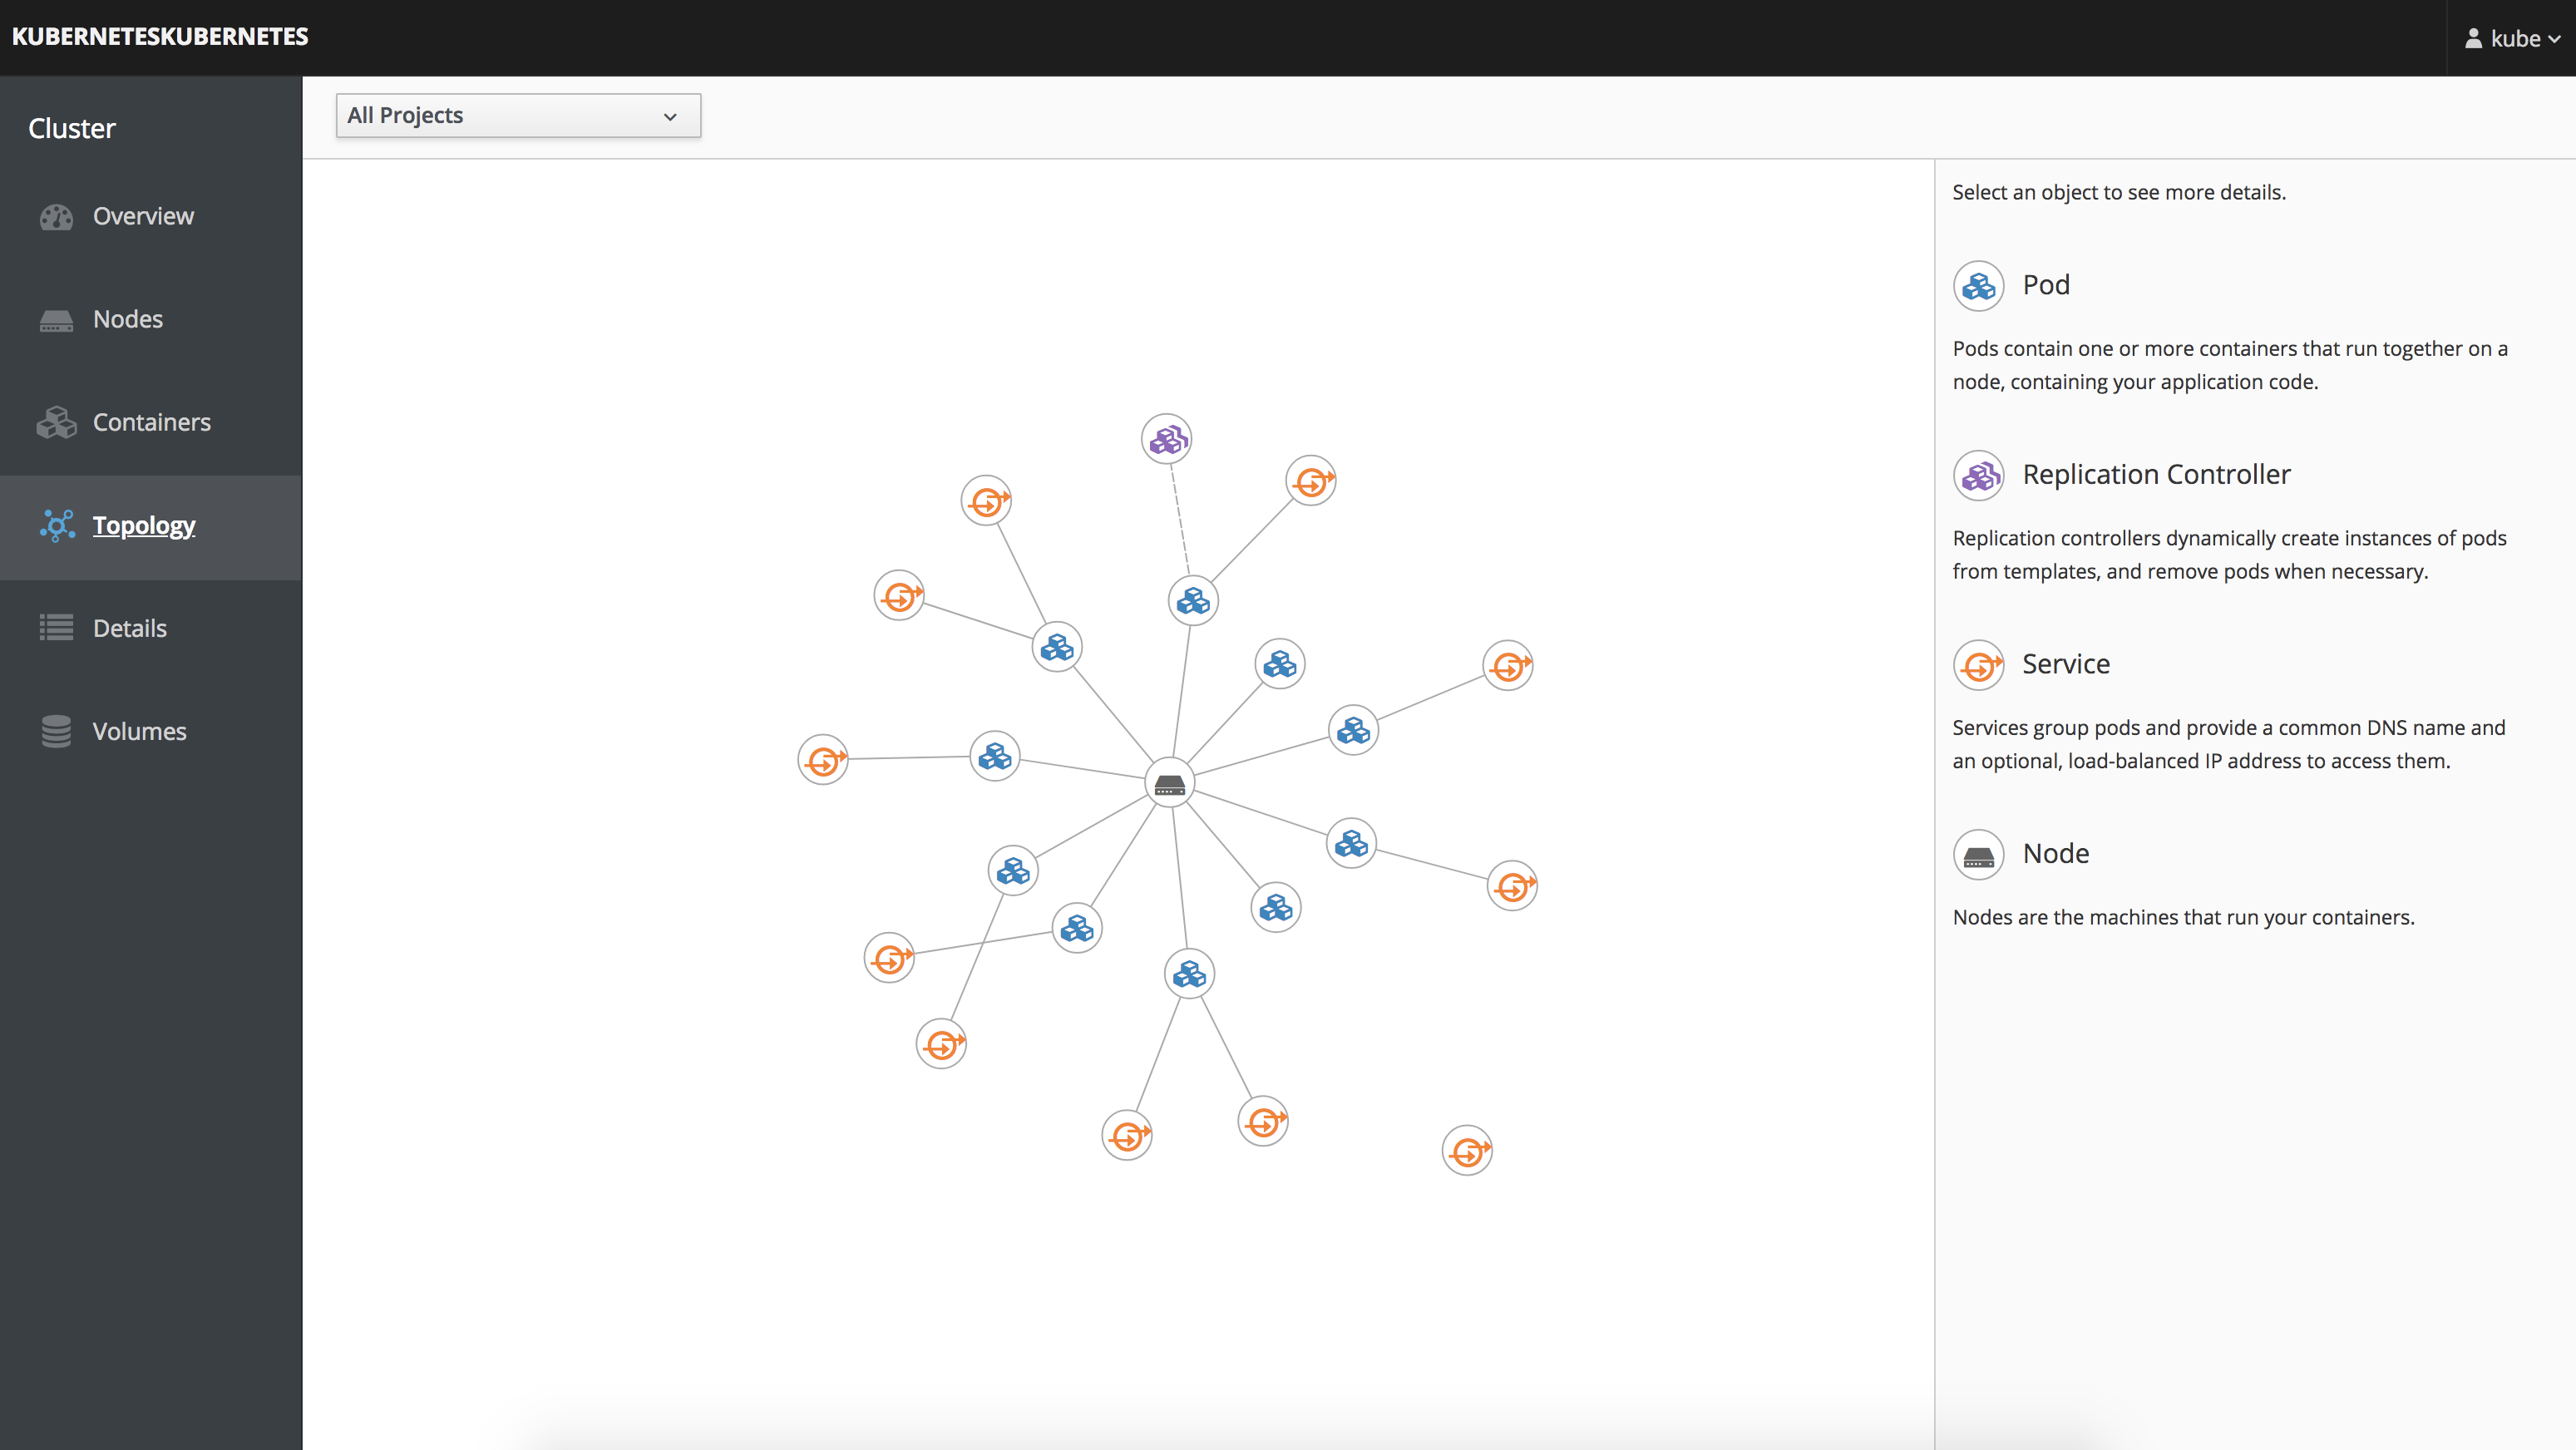 KUBERNETESKUBERNETES
kube
Cluster
Overview
Nodes
Containers
Topology
Details
Volumes
All Projects
Select an object to see more details.
Pod
Pods contain one or more containers that run together on a
node, containing your application code.
Replication Controller
Replication controllers dynamically create instances of pods
from templates, and remove pods when necessary.
Service
Services group pods and provide a common DNS name and
an optional, load-balanced IP address to access them.
Node
Nodes are the machines that run your containers.